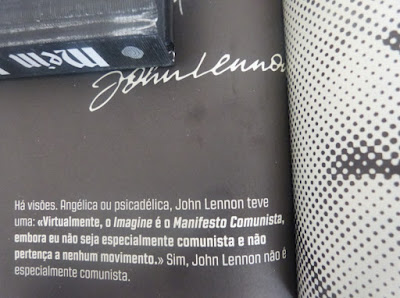 Mein
John Lennon
Há visões. Angélica ou psicadélica, John Lennon teve
uma: «Virtualmente, o Imagine é o Manifesto Comunista,
embora eu não seja especialmente comunista e não
pertença a nenhum movimento.» Sim, John Lennon não é
especialmente comunista.